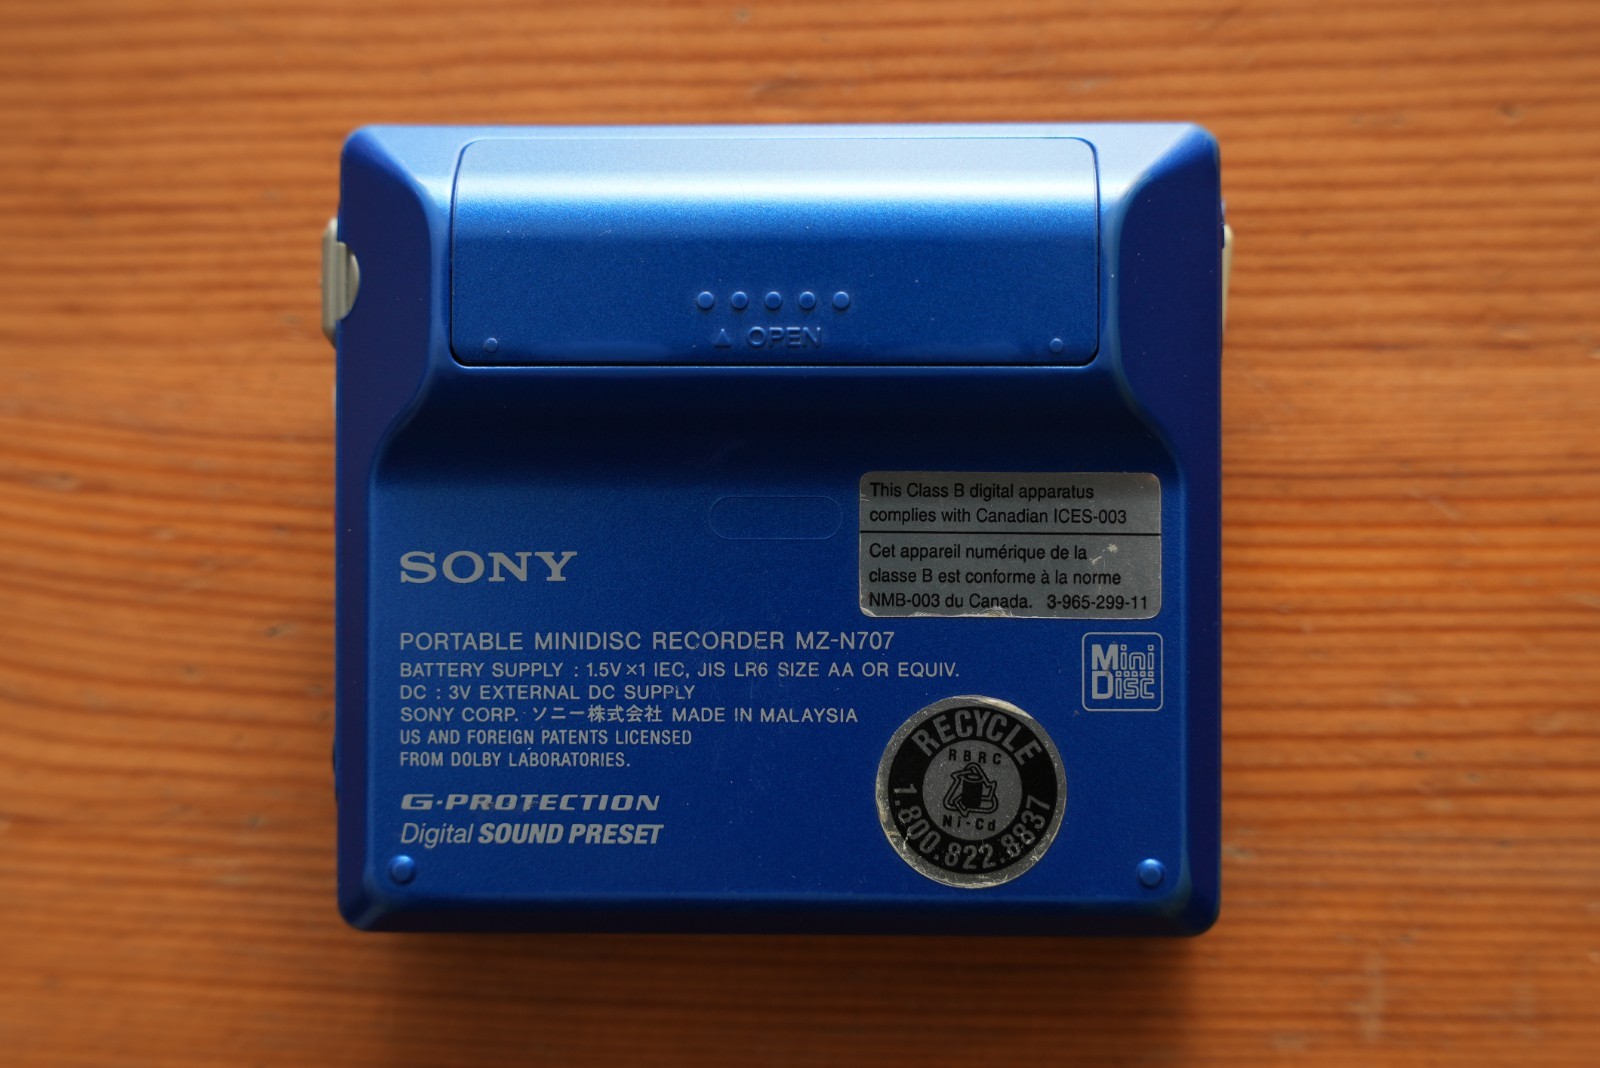 △ OPEN
This Class B digital apparatus
complies with Canadian ICES-003
Cet appareil numérique de la
classe B est conforme à la norme
NMB-003 du Canada. 3-965-299-11
SONY
PORTABLE MINIDISC RECORDER MZ-N707
BATTERY SUPPLY : 1.5V ×1 IEC, JIS LR6 SIZE AA OR EQUIV.
DC : 3V EXTERNAL DC SUPPLY
SONY CORP. ソニー株式会社 MADE IN MALAYSIA
US AND FOREIGN PATENTS LICENSED
FROM DOLBY LABORATORIES.
G-PROTECTION
Digital SOUND PRESET
Mini
Disc
RECYCLE
RBRC
Ni-Cd
1.800.822.8837